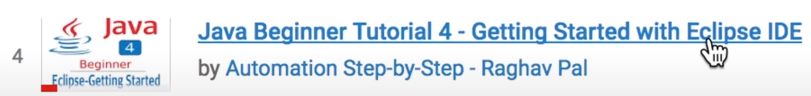 4
Java
4
Beginner
Eclipse-Getting Started
Java Beginner Tutorial 4 - Getting Started with Eclipse IDE
by Automation Step-by-Step - Raghav Pal